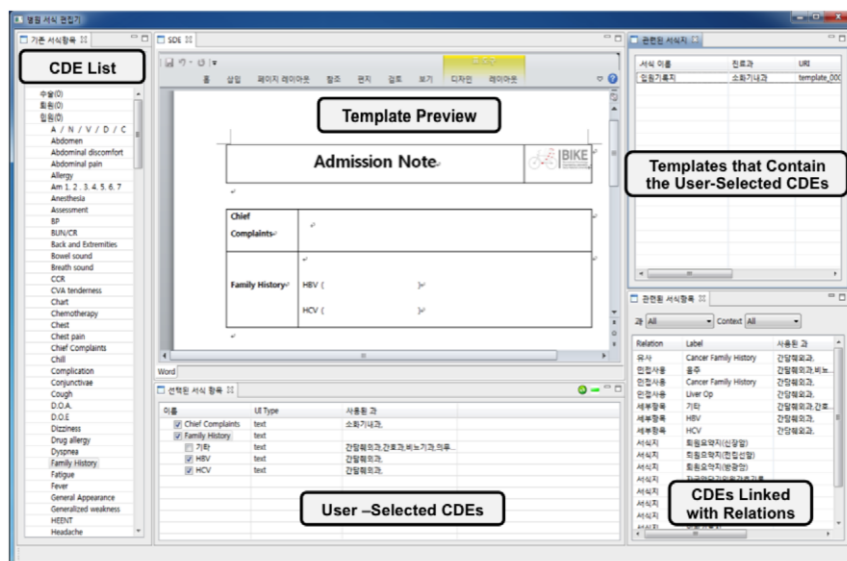 병원 서식 편집기
기존 서식항목
CDE List
수술(0)
퇴원(0)
입원(0)
A / N / V / D / C
Abdomen
Abdominal discomfort
Abdominal pain
Allergy
Am 1. 2 . 3. 4. 5. 6. 7
Anesthesia
Assessment
BP
BUN/CR
Back and Extremities
Bowel sound
Breath sound
CCR
CVA tenderness
Chart
Chemotherapy
Chest
Chest pain
Chief Complaints
Chill
Complication
Conjunctivae
Cough
D.O.A.
D.O.E
Dizziness
Drug allergy
Dyspnea
Family History
Fatigue
Fever
General Appearance
Generalized weakness
HEENT
Headache
SDE
홈 삽입 페이지 레이아웃 참조 편지 검토 보기 디자인 레이아웃
Template Preview
Admission Note
BIKE
Chief
Complaints
Family History
HBV ( )
HCV ( )
Word
선택된 서식 항목
이름 UI Type 사용된 과
Chief Complaints text 소화기내과,
Family History text
기타 text 간담췌외과,간호과,비뇨기과,의무...
HBV text 간담췌외과,
HCV text 간담췌외과,
User –Selected CDEs
관련된 서식지
서식 이름 진료과 URI
입원기록지 소화기내과 template_000
Templates that Contain
the User-Selected CDEs
관련된 서식항목
과 All Context All
Relation Label 사용된 과
유사 Cancer Family History 간담췌외과,
인접사용 음주 간담췌외과,비뇨...
인접사용 Cancer Family History 간담췌외과,
인접사용 Liver Op 간담췌외과,
세부항목 기타 간담췌외과,간호...
세부항목 HBV 간담췌외과,
세부항목 HCV 간담췌외과,
서식지 퇴원요약지(신장암)
서식지 퇴원요약지(전립선암)
서식지 퇴원요약지(방광암)
서식지
서식지
서식지
서식지
서식지
CDEs Linked
with Relations